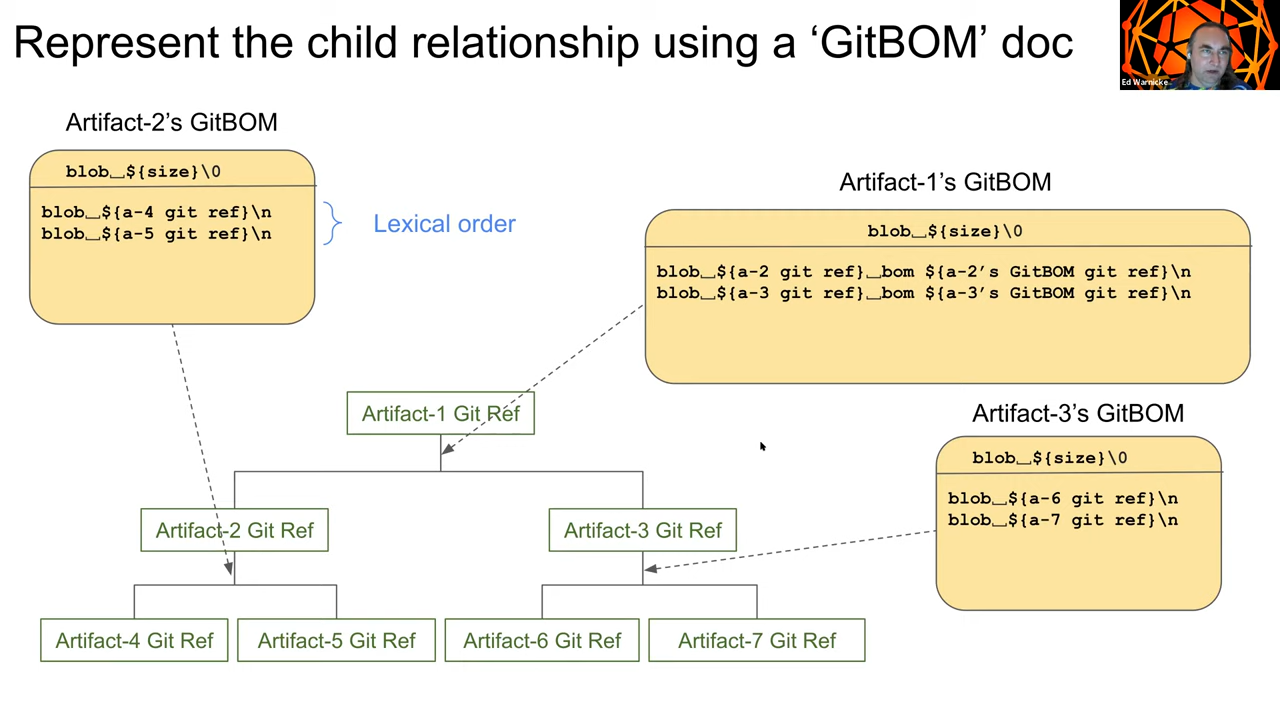 Represent the child relationship using a ‘GitBOM’ doc
Ed Warnicke
Artifact-2’s GitBOM
blob␣${size}\0
blob␣${a-4 git ref}\n
blob␣${a-5 git ref}\n
Lexical order
Artifact-1’s GitBOM
blob␣${size}\0
blob␣${a-2 git ref}␣bom ${a-2’s GitBOM git ref}\n
blob␣${a-3 git ref}␣bom ${a-3’s GitBOM git ref}\n
Artifact-3’s GitBOM
blob␣${size}\0
blob␣${a-6 git ref}\n
blob␣${a-7 git ref}\n
Artifact-1 Git Ref
Artifact-2 Git Ref
Artifact-3 Git Ref
Artifact-4 Git Ref
Artifact-5 Git Ref
Artifact-6 Git Ref
Artifact-7 Git Ref